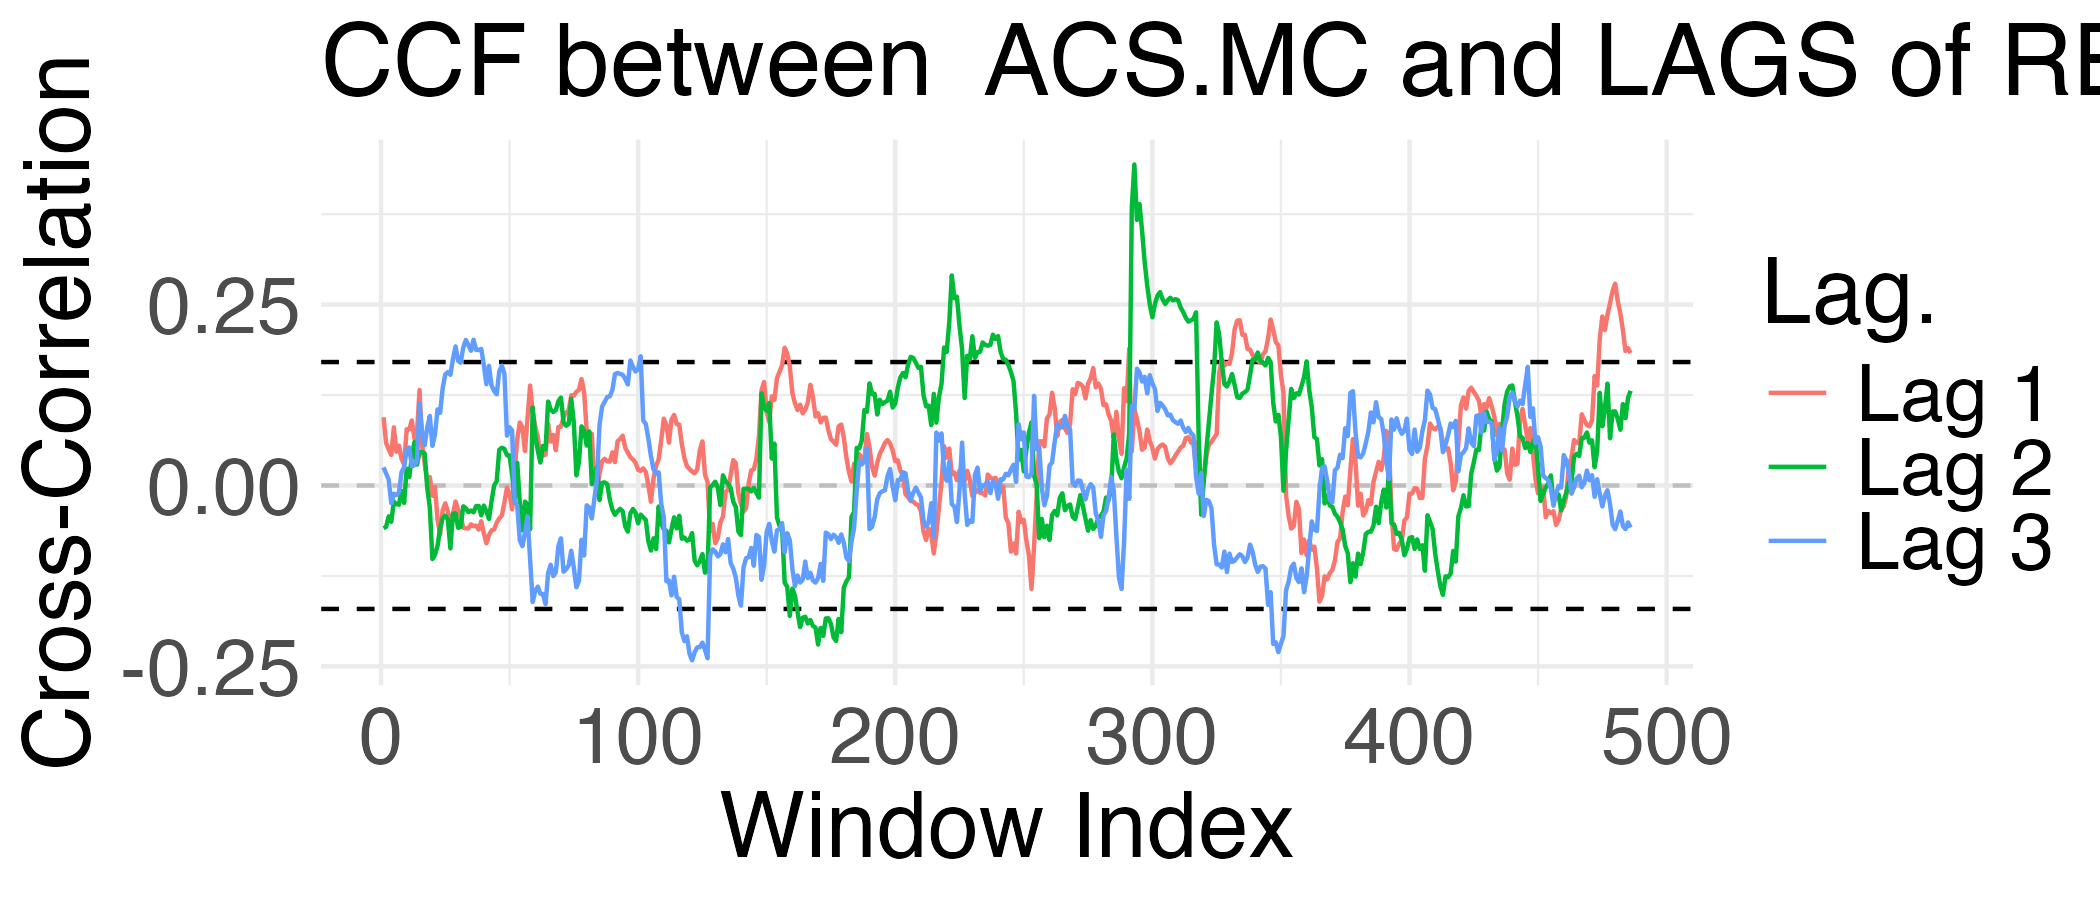 CCF between  ACS.MC and LAGS of RE
Cross-Correlation
0.25
0.00
-0.25
0
100
200
300
400
500
Window Index
Lag.
Lag 1
Lag 2
Lag 3